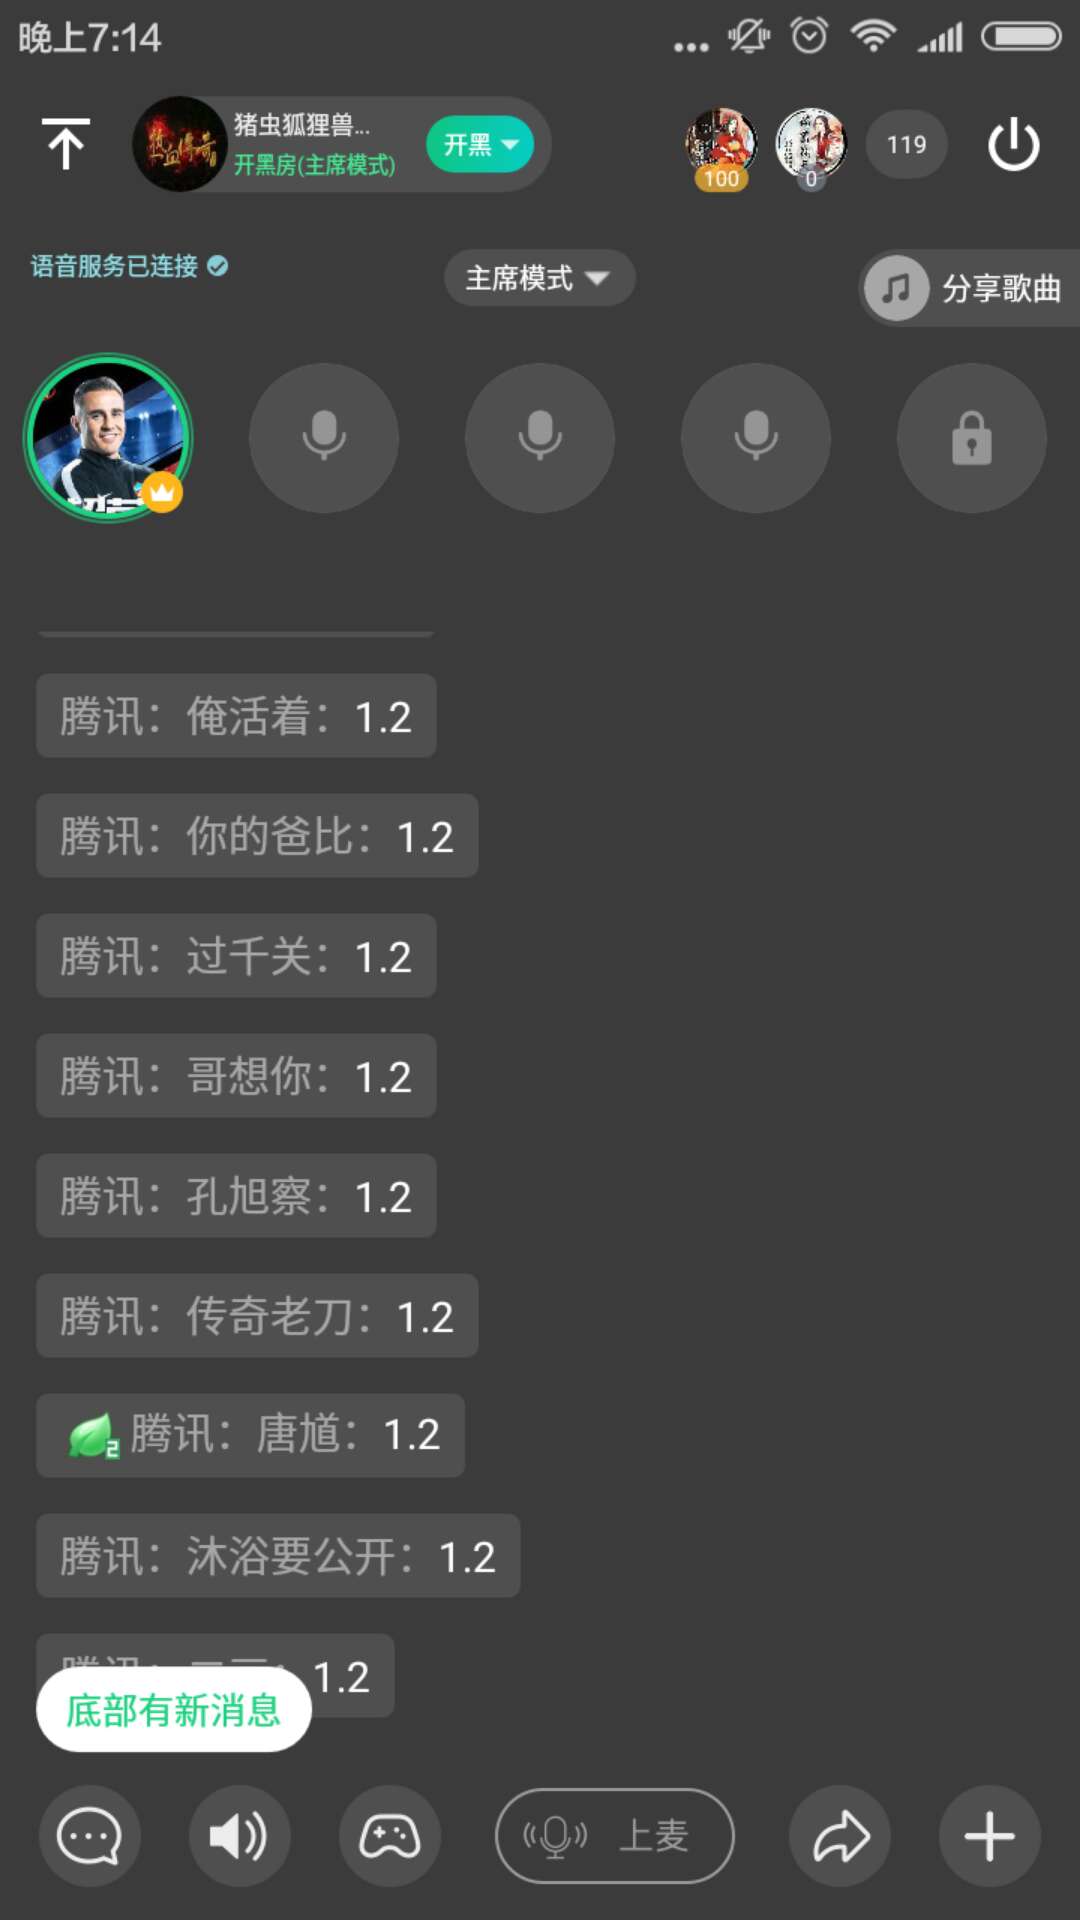 晚上7:14
猪虫狐狸兽...
开黑房(主席模式)
开黑
热血传奇
100
0
119
语音服务已连接
主席模式
分享歌曲
腾讯：俺活着：1.2
腾讯：你的爸比：1.2
腾讯：过千关：1.2
腾讯：哥想你：1.2
腾讯：孔旭察：1.2
腾讯：传奇老刀：1.2
2 腾讯：唐馗：1.2
腾讯：沐浴要公开：1.2
1.2
底部有新消息
上麦